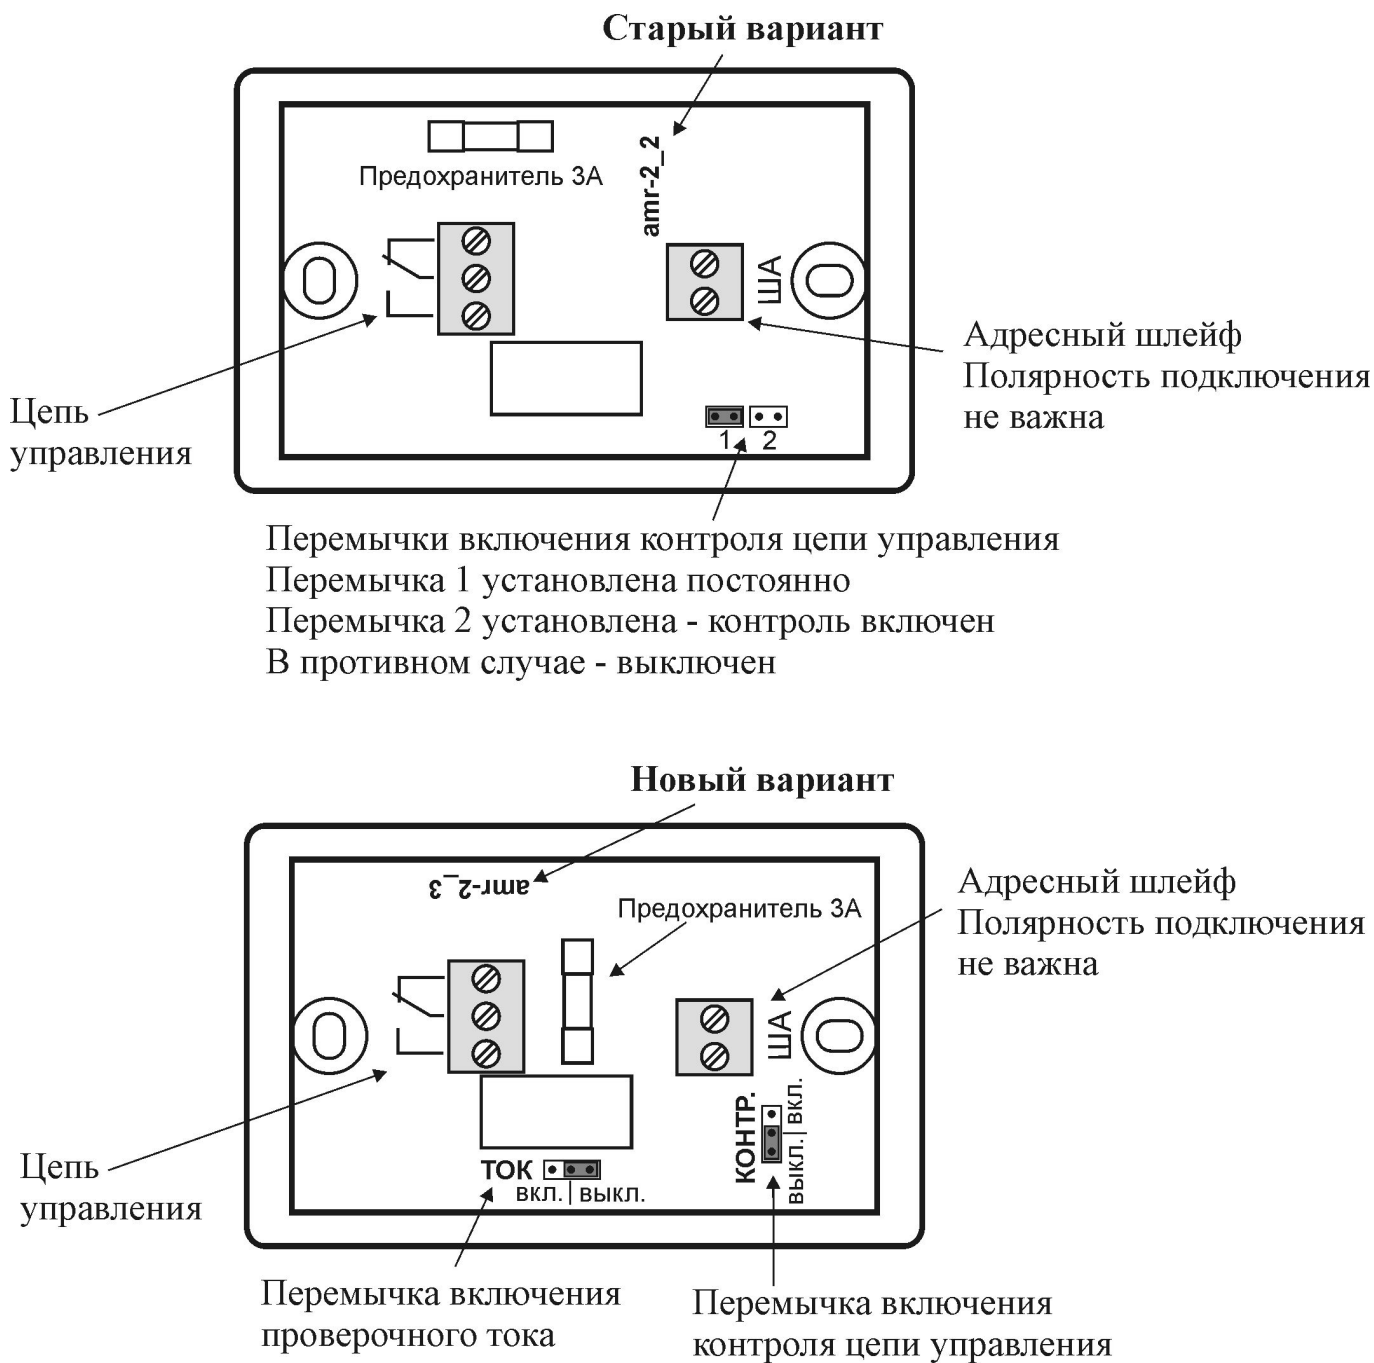 Старый вариант
amr-2_2
Предохранитель 3А
ША
Адресный шлейф
Полярность подключения
не важна
Цепь
управления
1 2
Перемычки включения контроля цепи управления
Перемычка 1 установлена постоянно
Перемычка 2 установлена - контроль включен
В противном случае - выключен
Новый вариант
amr-2_3
Предохранитель 3А
Адресный шлейф
Полярность подключения
не важна
ША
КОНТР.
ВЫКЛ. | ВКЛ.
Цепь
управления
ТОК
ВКЛ. | ВЫКЛ.
Перемычка включения
проверочного тока
Перемычка включения
контроля цепи управления